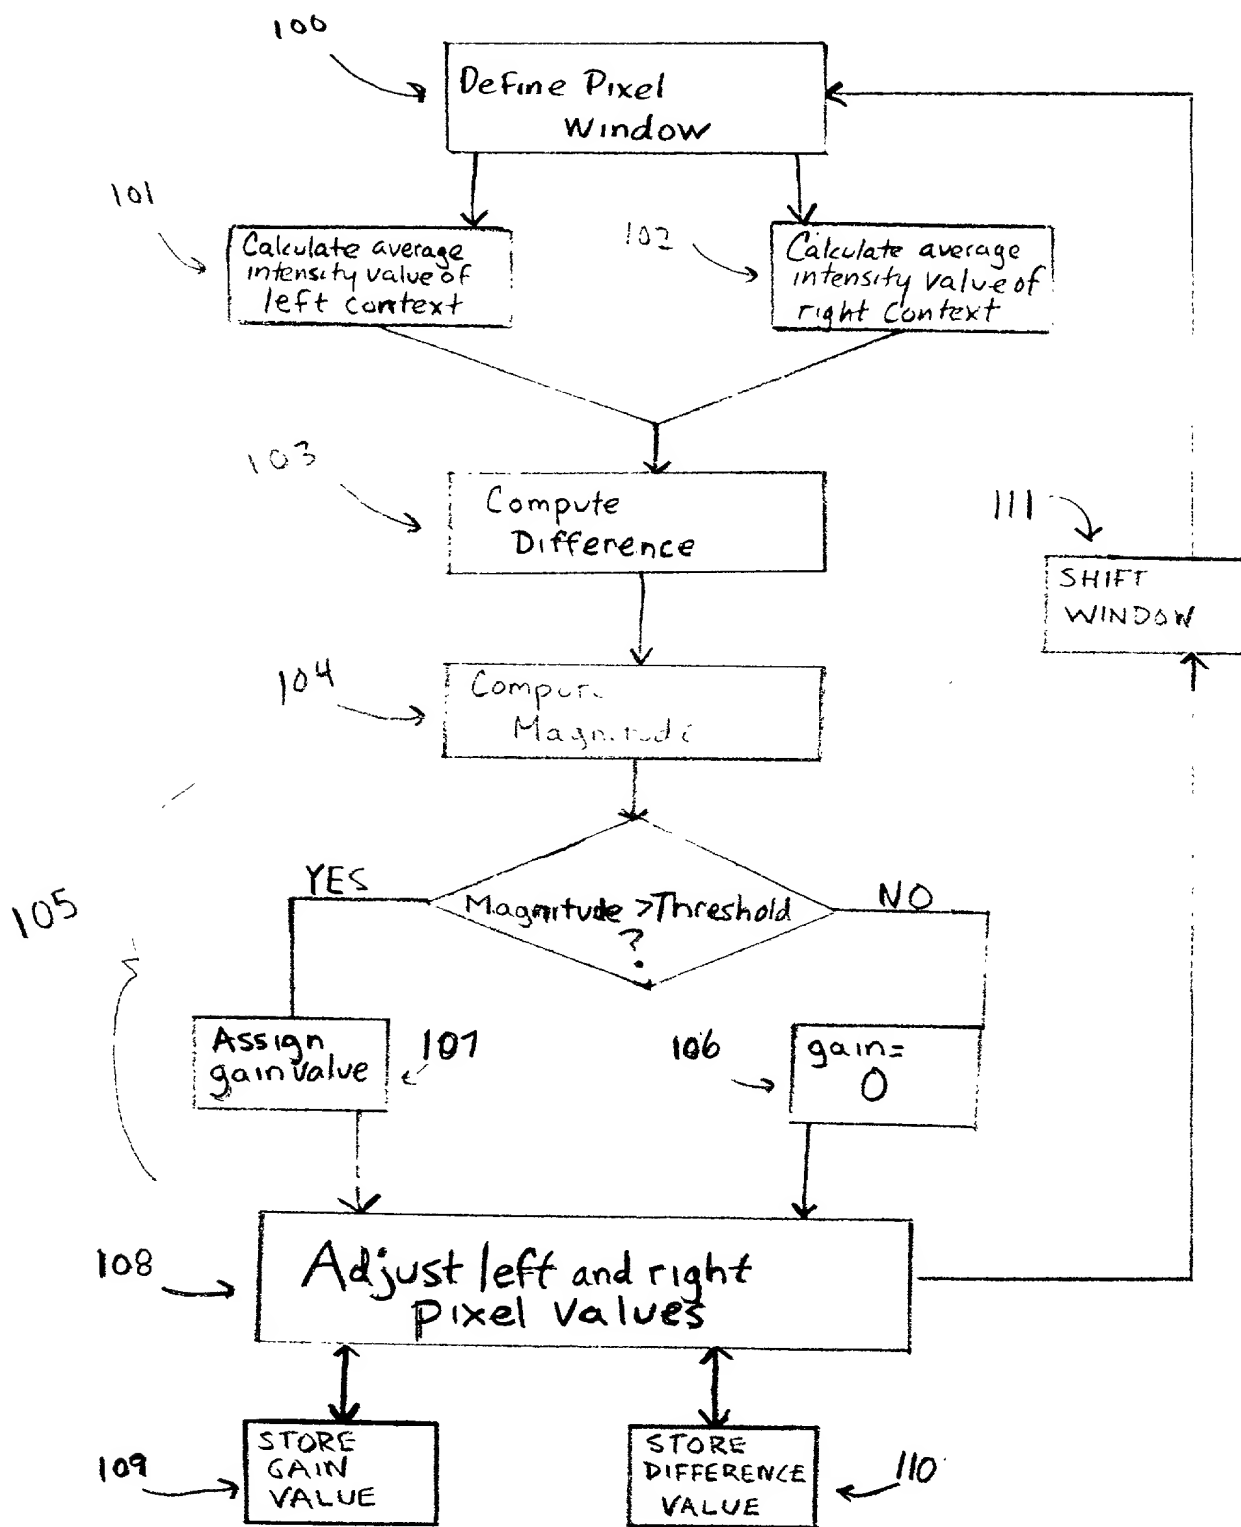 100
Define Pixel
Window
101
Calculate average
intensity value of
left context
102
Calculate average
intensity value of
right context
103
Compute
Difference
111
SHIFT
WINDOW
104
Magnitude
105
YES
Magnitude > Threshold
?
NO
Assign
gain value
107
106
gain =
0
108
Adjust left and right
pixel values
109
STORE
GAIN
VALUE
STORE
DIFFERENCE
VALUE
110